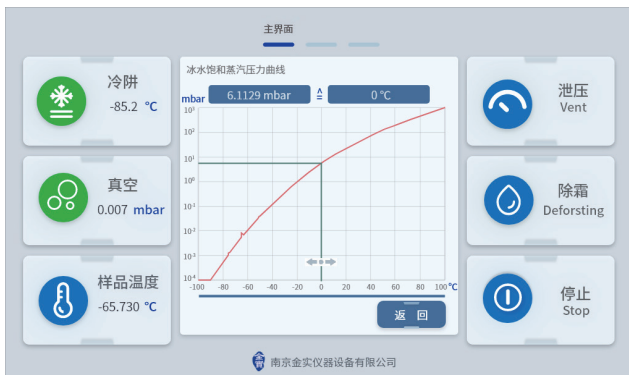 主界面
冷阱
-85.2 °C
真空
0.007 mbar
样品温度
-65.730 °C
冰水饱和蒸汽压力曲线
mbar 6.1129 mbar ≙ 0 °C
10³
10²
10¹
10⁰
10⁻¹
10⁻²
10⁻³
10⁻⁴
-100 -80 -60 -40 -20 0 20 40 60 80 100 °C
返 回
泄压
Vent
除霜
Deforsting
停止
Stop
南京金实仪器设备有限公司